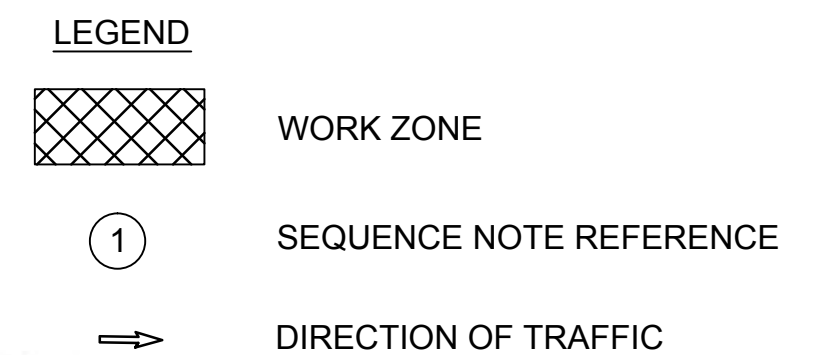 LEGEND
WORK ZONE
1 SEQUENCE NOTE REFERENCE
DIRECTION OF TRAFFIC